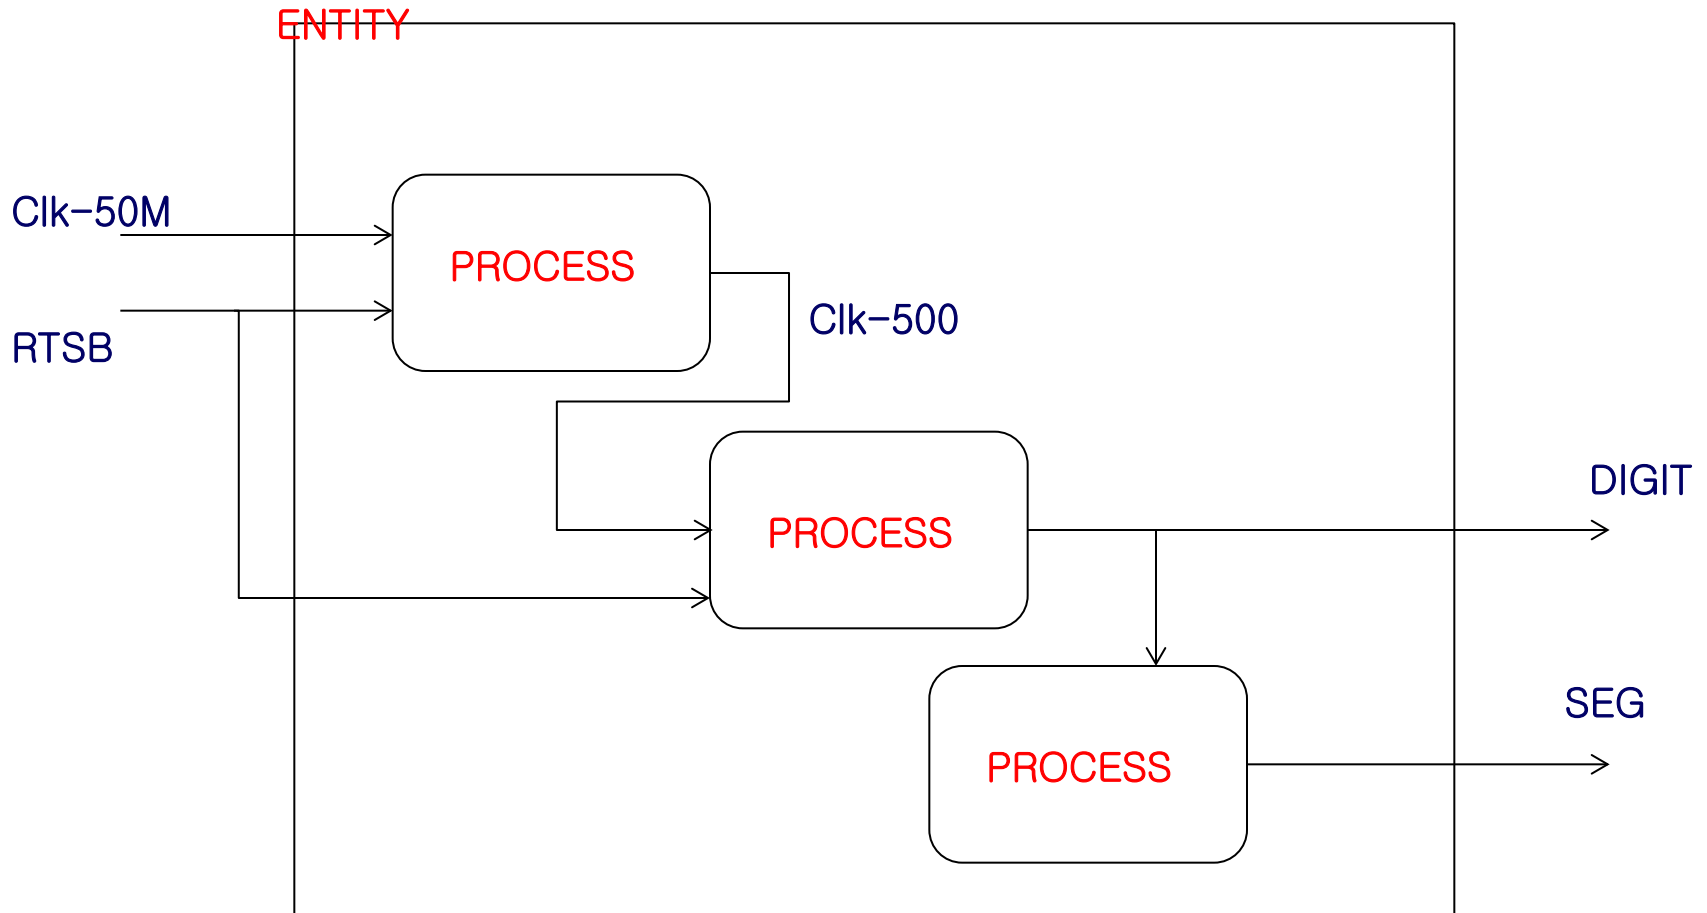 ENTITY
Clk-50M
PROCESS
Clk-500
RTSB
DIGIT
PROCESS
SEG
PROCESS